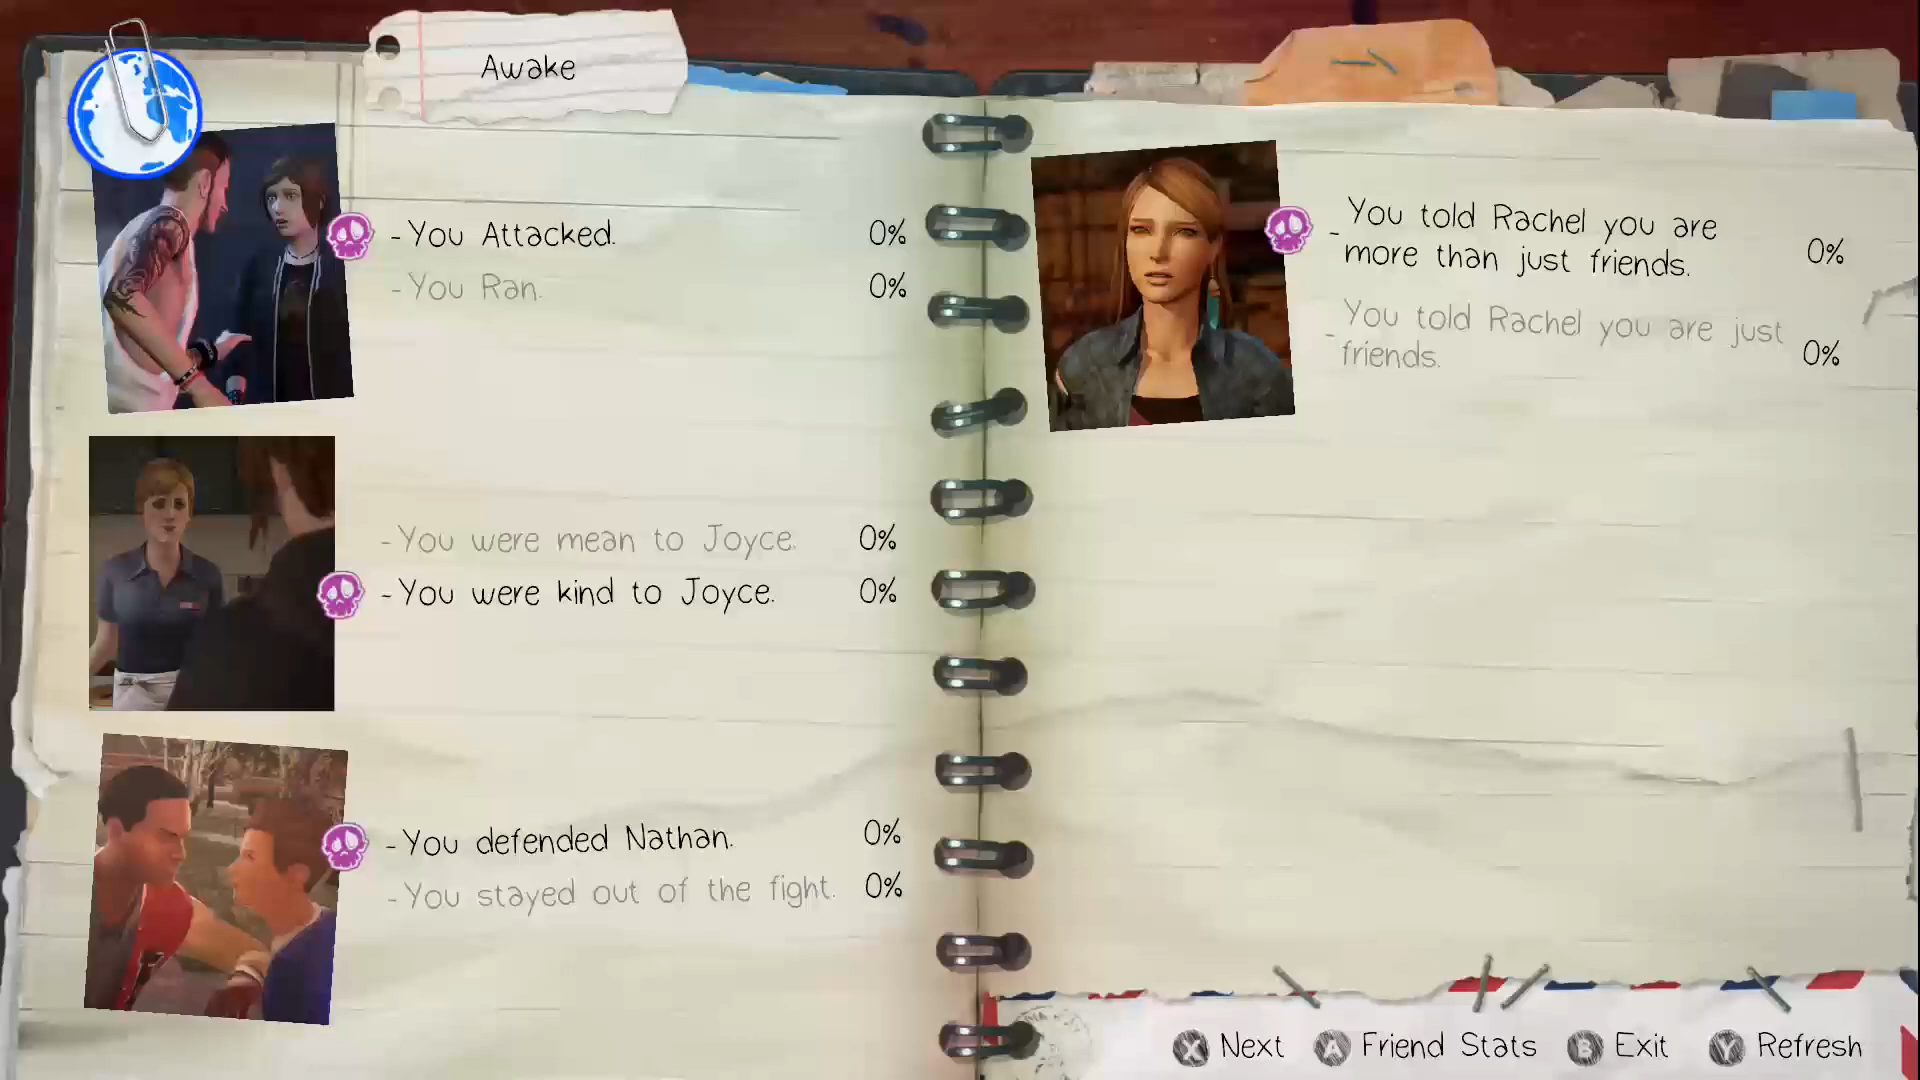 Awake
-You Attacked. 0%
-You Ran. 0%
-You were mean to Joyce. 0%
-You were kind to Joyce. 0%
-You defended Nathan. 0%
-You stayed out of the fight. 0%
- You told Rachel you are
more than just friends. 0%
- You told Rachel you are just
friends. 0%
X Next A Friend Stats B Exit Y Refresh